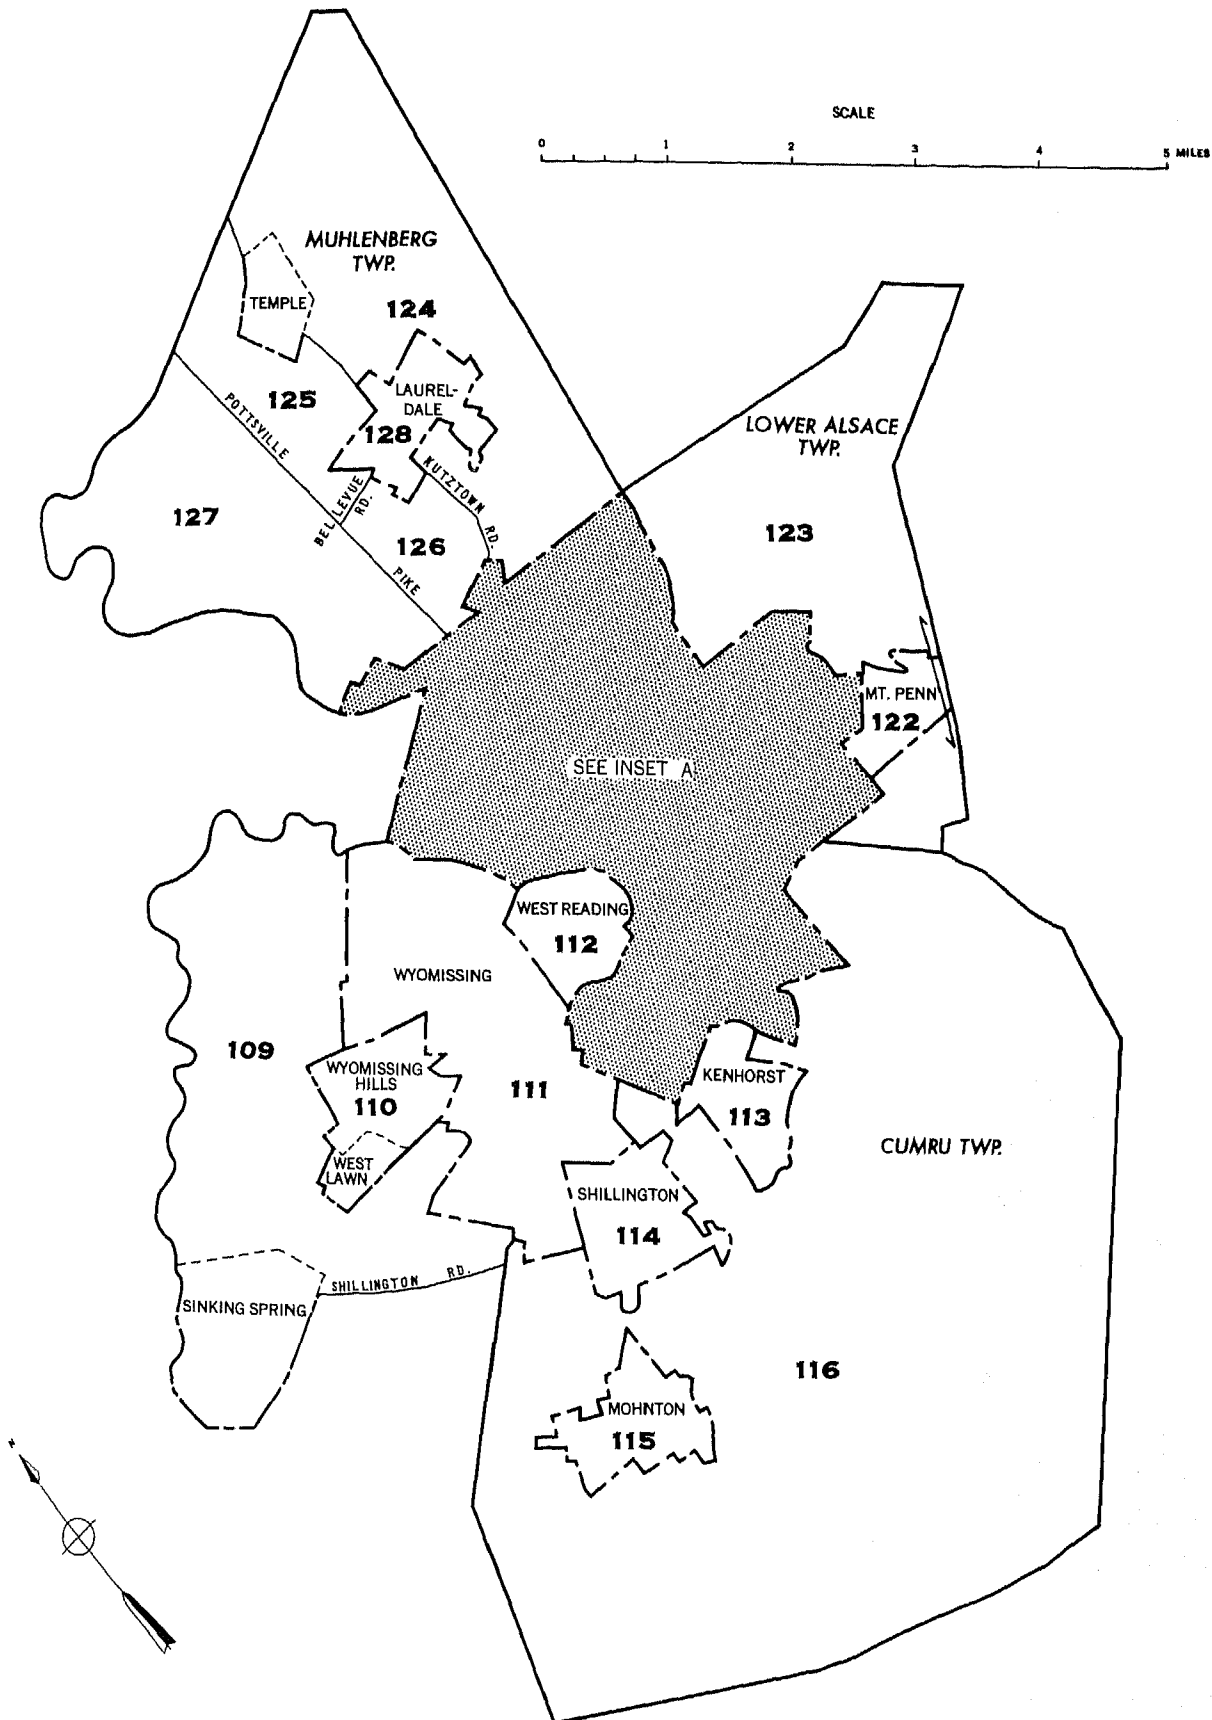 SCALE
0 1 2 3 4 5 MILES
MUHLENBERG
TWP.
TEMPLE
124
LAUREL-
DALE
125
128
POTTSVILLE
PIKE
BELLEVUE
RD.
KUTZTOWN RD.
127
126
LOWER ALSACE
TWP.
123
MT. PENN
122
SEE INSET A
WEST READING
112
WYOMISSING
109
WYOMISSING
HILLS
110
111
KENHORST
113
CUMRU TWP.
WEST
LAWN
SHILLINGTON
114
SHILLINGTON RD.
SINKING SPRING
116
MOHNTON
115
N